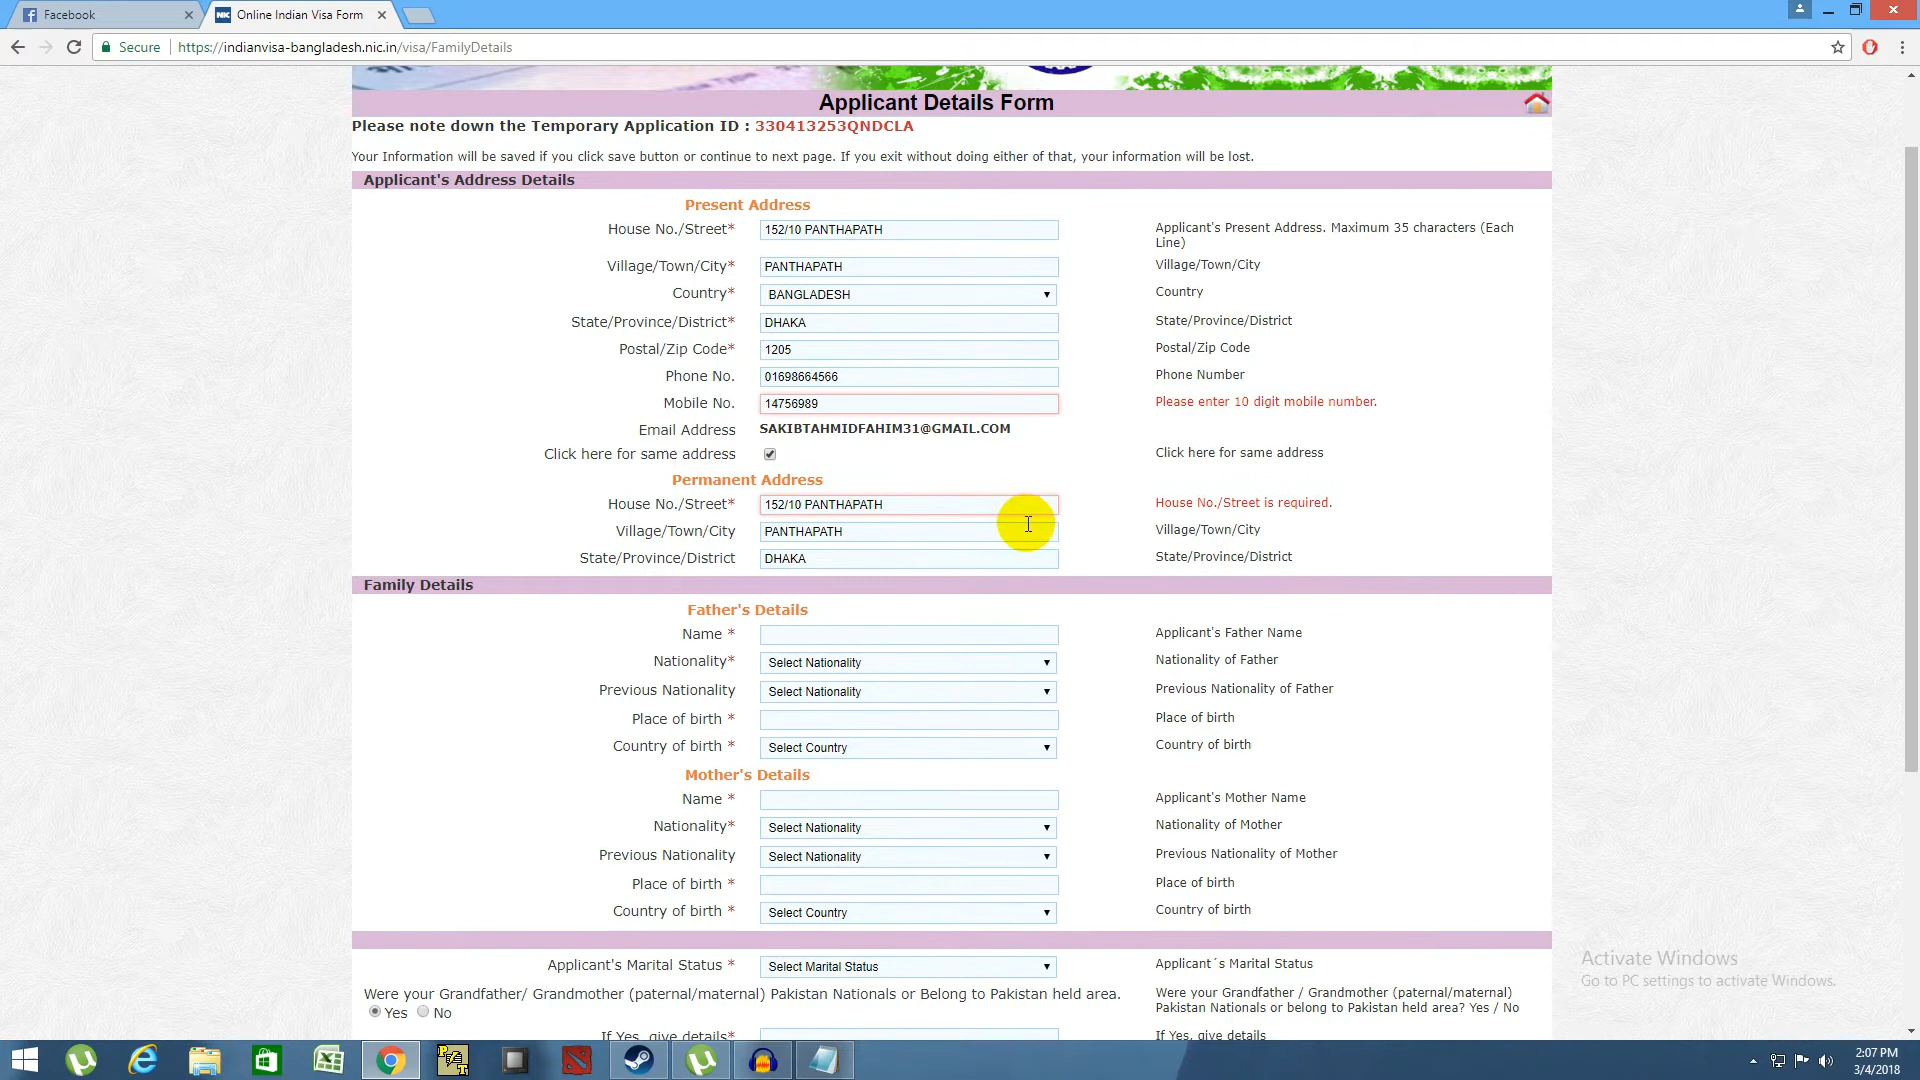 Facebook
Online Indian Visa Form
Secure https://indianvisa-bangladesh.nic.in/visa/FamilyDetails
Applicant Details Form
Please note down the Temporary Application ID : 330413253QNDCLA
Your Information will be saved if you click save button or continue to next page. If you exit without doing either of that, your information will be lost.
Applicant's Address Details
Present Address
House No./Street* 152/10 PANTHAPATH Applicant's Present Address. Maximum 35 characters (Each
Line)
Village/Town/City* PANTHAPATH Village/Town/City
Country* BANGLADESH Country
State/Province/District* DHAKA State/Province/District
Postal/Zip Code* 1205 Postal/Zip Code
Phone No. 01698664566 Phone Number
Mobile No. 14756989 Please enter 10 digit mobile number.
Email Address SAKIBTAHMIDFAHIM31@GMAIL.COM
Click here for same address Click here for same address
Permanent Address
House No./Street* 152/10 PANTHAPATH House No./Street is required.
Village/Town/City PANTHAPATH Village/Town/City
State/Province/District DHAKA State/Province/District
Family Details
Father's Details
Name * Applicant's Father Name
Nationality* Select Nationality Nationality of Father
Previous Nationality Select Nationality Previous Nationality of Father
Place of birth * Place of birth
Country of birth * Select Country Country of birth
Mother's Details
Name * Applicant's Mother Name
Nationality* Select Nationality Nationality of Mother
Previous Nationality Select Nationality Previous Nationality of Mother
Place of birth * Place of birth
Country of birth * Select Country Country of birth
Applicant's Marital Status * Select Marital Status Applicant´s Marital Status
Were your Grandfather/ Grandmother (paternal/maternal) Pakistan Nationals or Belong to Pakistan held area. Were your Grandfather / Grandmother (paternal/maternal)
Yes No Pakistan Nationals or belong to Pakistan held area? Yes / No
If Yes, give details* If Yes, give details
Activate Windows
Go to PC settings to activate Windows.
2:07 PM
3/4/2018